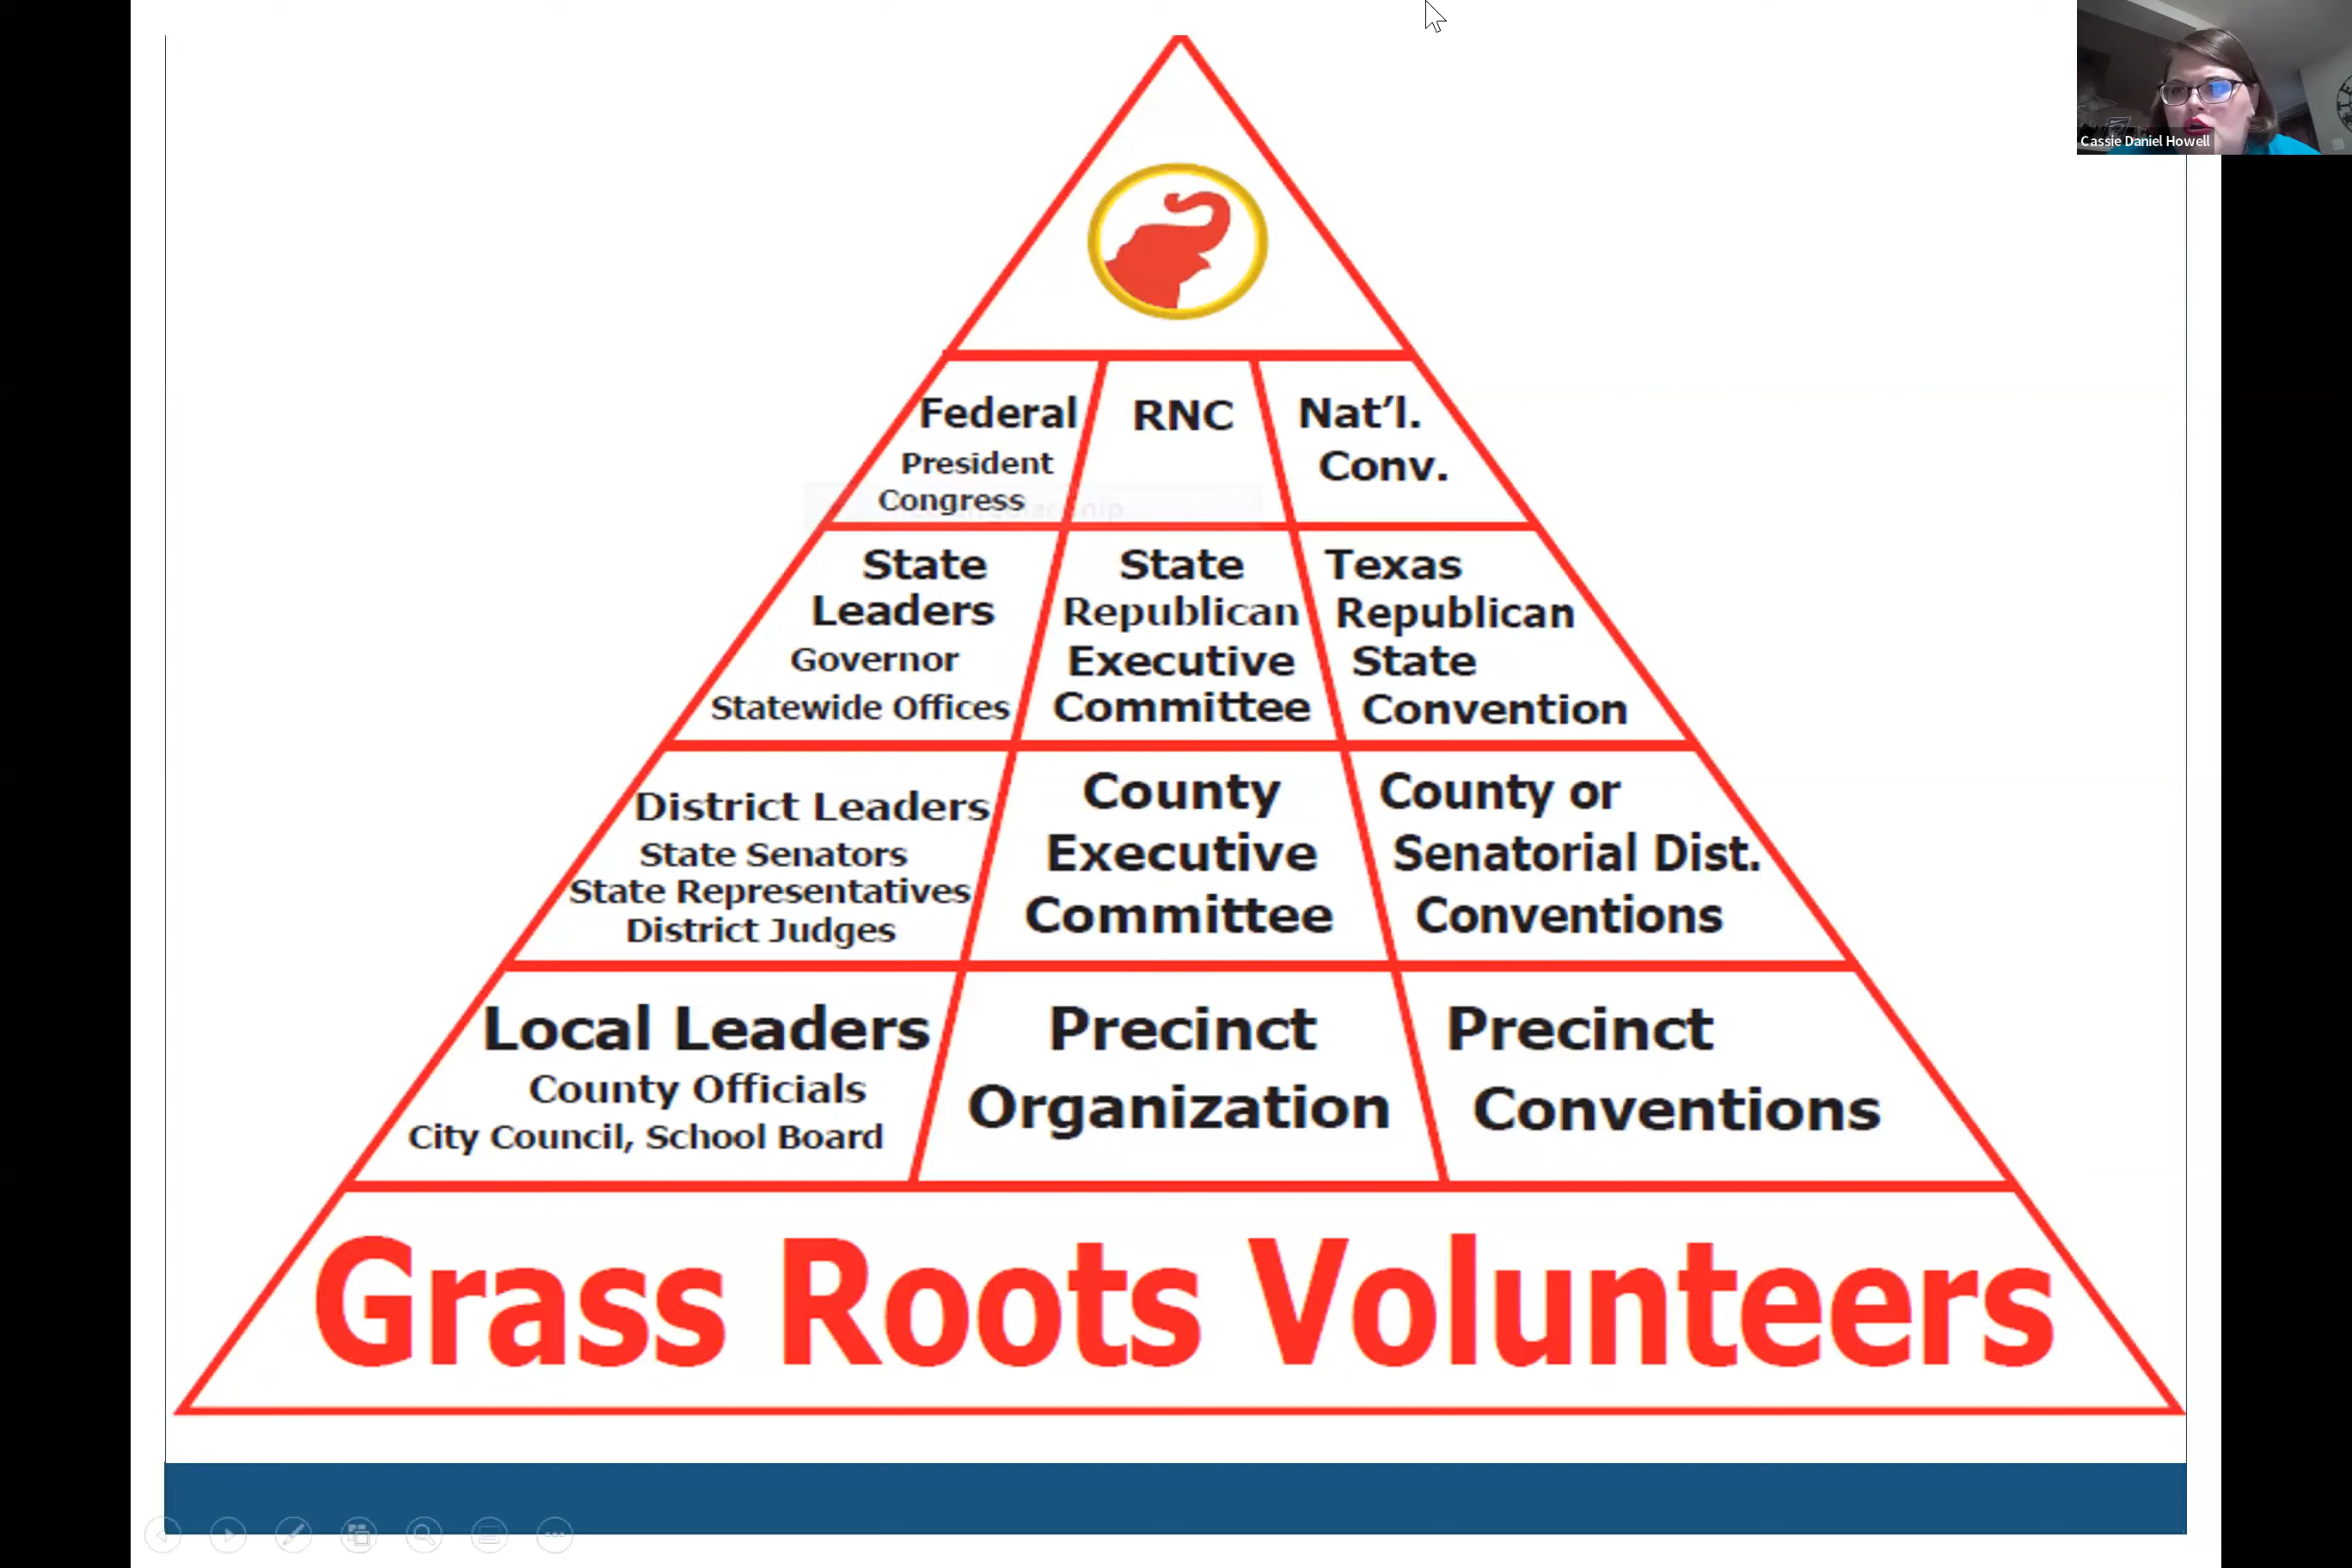 Cassie Daniel Howell
Federal
President
Congress
RNC
Nat'l.
Conv.
State
Leaders
Governor
Statewide Offices
State
Republican
Executive
Committee
Texas
Republican
State
Convention
District Leaders
State Senators
State Representatives
District Judges
County
Executive
Committee
County or
Senatorial Dist.
Conventions
Local Leaders
County Officials
City Council, School Board
Precinct
Organization
Precinct
Conventions
Grass Roots Volunteers